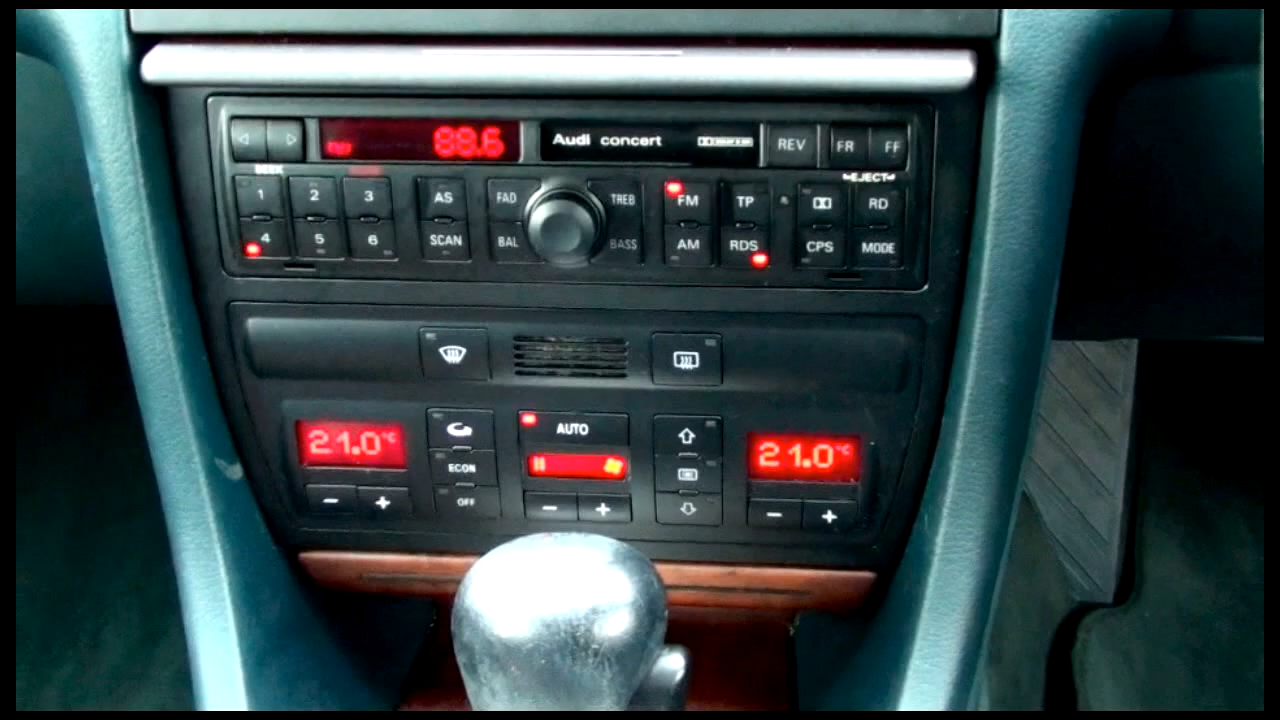 88.6 Audi concert REV FR FF
SEEK EJECT
1 2 3 AS FAD TREB FM TP RD
4 5 6 SCAN BAL BASS AM RDS CPS MODE
21.0°C AUTO 21.0°C
ECON
OFF
- + - + - +